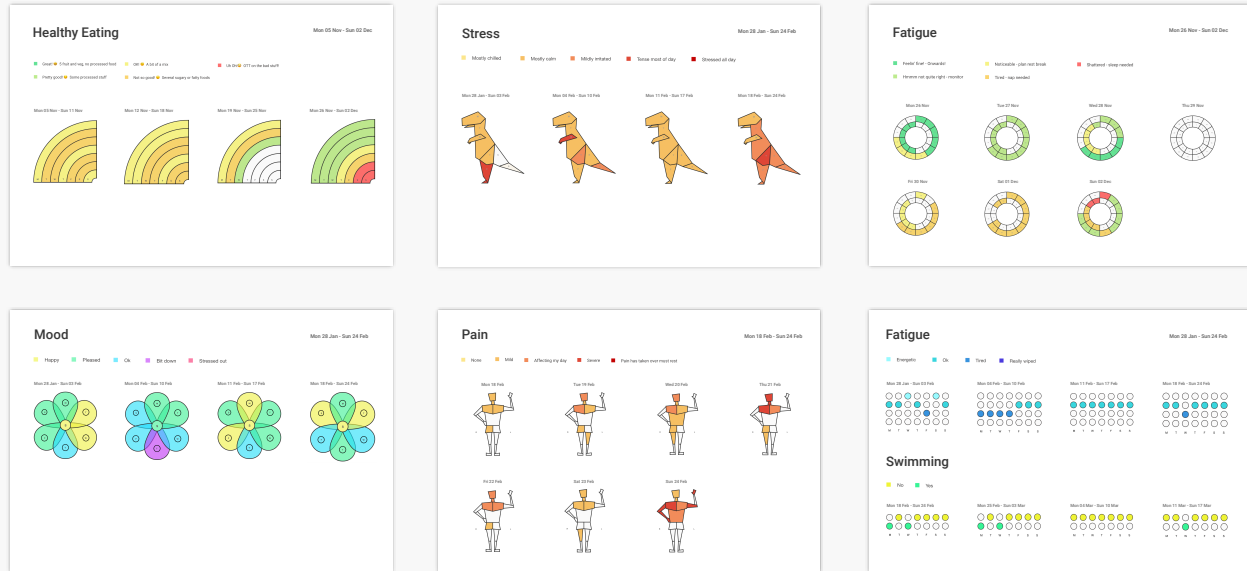 Healthy Eating
Mon 05 Nov - Sun 02 Dec
Great! 5 fruit and veg, no processed food
OK! A bit of a mix
Uh Oh! OTT on the bad stuff!
Pretty good! Some processed stuff
Not so good! Several sugary or fatty foods
Mon 05 Nov - Sun 11 Nov
Mon 12 Nov - Sun 18 Nov
Mon 19 Nov - Sun 25 Nov
Mon 26 Nov - Sun 02 Dec
Stress
Mon 28 Jan - Sun 24 Feb
Mostly chilled
Mostly calm
Mildly irritated
Tense most of day
Stressed all day
Mon 28 Jan - Sun 03 Feb
Mon 04 Feb - Sun 10 Feb
Mon 11 Feb - Sun 17 Feb
Mon 18 Feb - Sun 24 Feb
Fatigue
Mon 26 Nov - Sun 02 Dec
Feelin' fine! - Onwards!
Noticeable - plan rest break
Shattered - sleep needed
Hmmm not quite right - monitor
Tired - nap needed
Mon 26 Nov
Tue 27 Nov
Wed 28 Nov
Thu 29 Nov
Fri 30 Nov
Sat 01 Dec
Sun 02 Dec
Mood
Mon 28 Jan - Sun 24 Feb
Happy
Pleased
Ok
Bit down
Stressed out
Mon 28 Jan - Sun 03 Feb
Mon 04 Feb - Sun 10 Feb
Mon 11 Feb - Sun 17 Feb
Mon 18 Feb - Sun 24 Feb
Pain
Mon 18 Feb - Sun 24 Feb
None
Mild
Affecting my day
Severe
Pain has taken over must rest
Mon 18 Feb
Tue 19 Feb
Wed 20 Feb
Thu 21 Feb
Fri 22 Feb
Sat 23 Feb
Sun 24 Feb
Fatigue
Mon 28 Jan - Sun 24 Feb
Energetic
Ok
Tired
Really wiped
Mon 28 Jan - Sun 03 Feb
Mon 04 Feb - Sun 10 Feb
Mon 11 Feb - Sun 17 Feb
Mon 18 Feb - Sun 24 Feb
M T W T F S S
M T W T F S S
M T W T F S S
M T W T F S S
Swimming
No
Yes
Mon 04 Mar - Sun 10 Mar
Mon 11 Mar - Sun 17 Mar
M T W T F S S
M T W T F S S
M T W T F S S
M T W T F S S